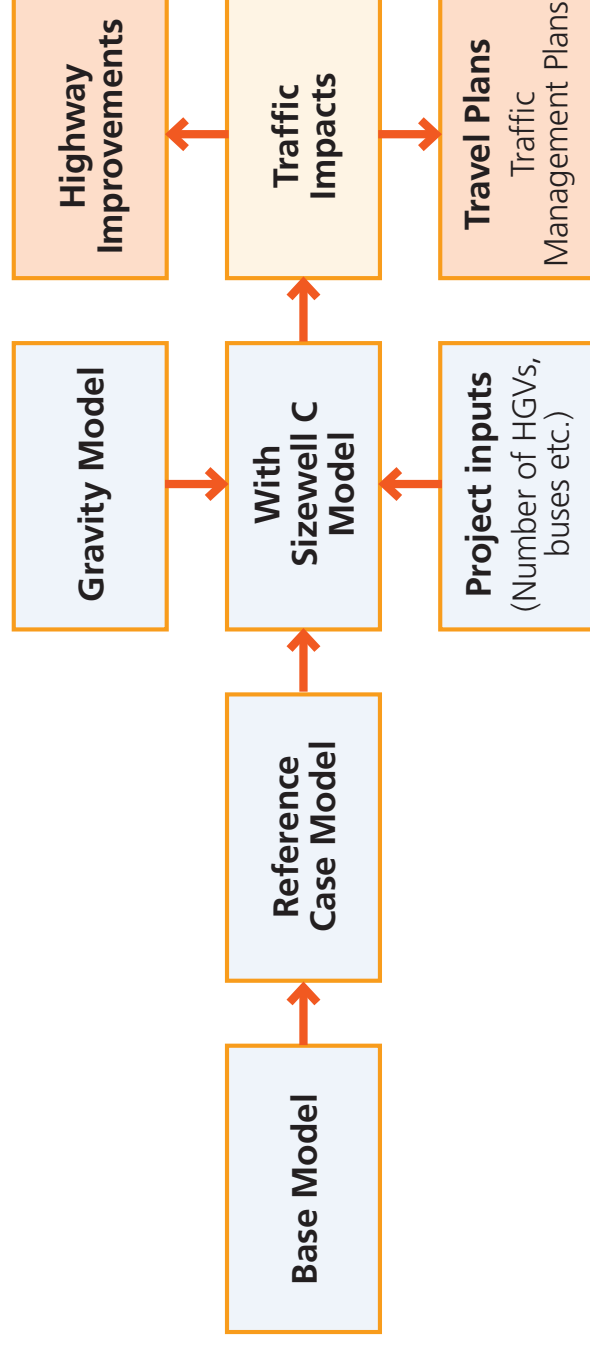 Base Model
Reference
Case Model
Gravity Model
With
Sizewell C
Model
Project inputs
(Number of HGVs,
buses etc.)
Highway
Improvements
Traffic
Impacts
Travel Plans
Traffic
Management Plans